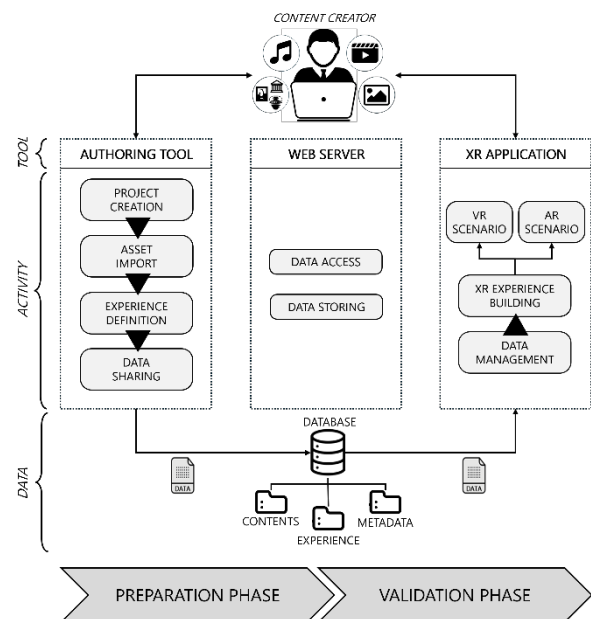 CONTENT CREATOR
TOOL
AUTHORING TOOL
WEB SERVER
XR APPLICATION
ACTIVITY
PROJECT
CREATION
ASSET
IMPORT
EXPERIENCE
DEFINITION
DATA
SHARING
DATA ACCESS
DATA STORING
VR
SCENARIO
AR
SCENARIO
XR EXPERIENCE
BUILDING
DATA
MANAGEMENT
DATA
DATABASE
DATA
DATA
CONTENTS
EXPERIENCE
METADATA
PREPARATION PHASE
VALIDATION PHASE